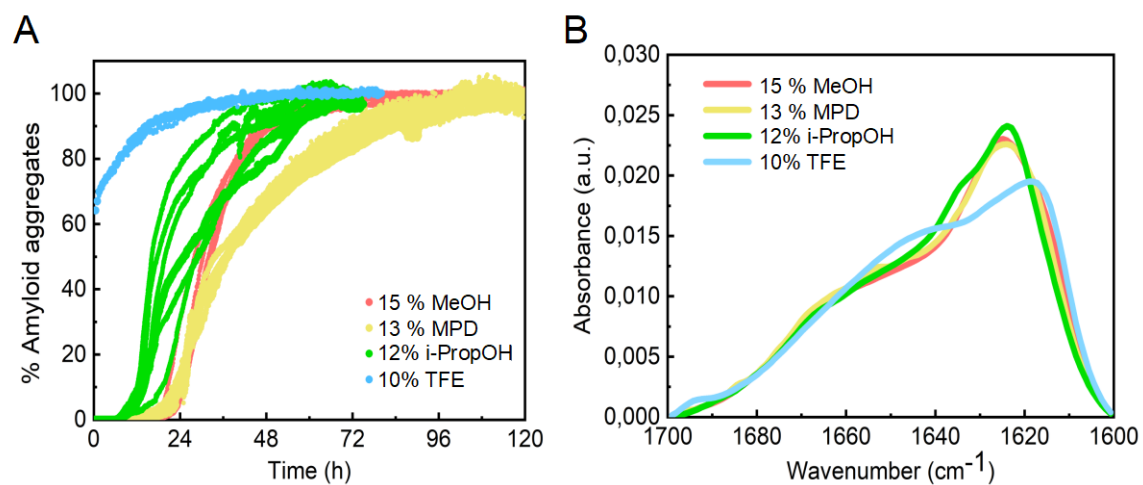 A
% Amyloid aggregates
100
80
60
40
20
0
0 24 48 72 96 120
Time (h)
15 % MeOH
13 % MPD
12% i-PropOH
10% TFE
B
Absorbance (a.u.)
0,030
0,025
0,020
0,015
0,010
0,005
0,000
1700 1680 1660 1640 1620 1600
Wavenumber (cm-1)
15 % MeOH
13 % MPD
12% i-PropOH
10% TFE